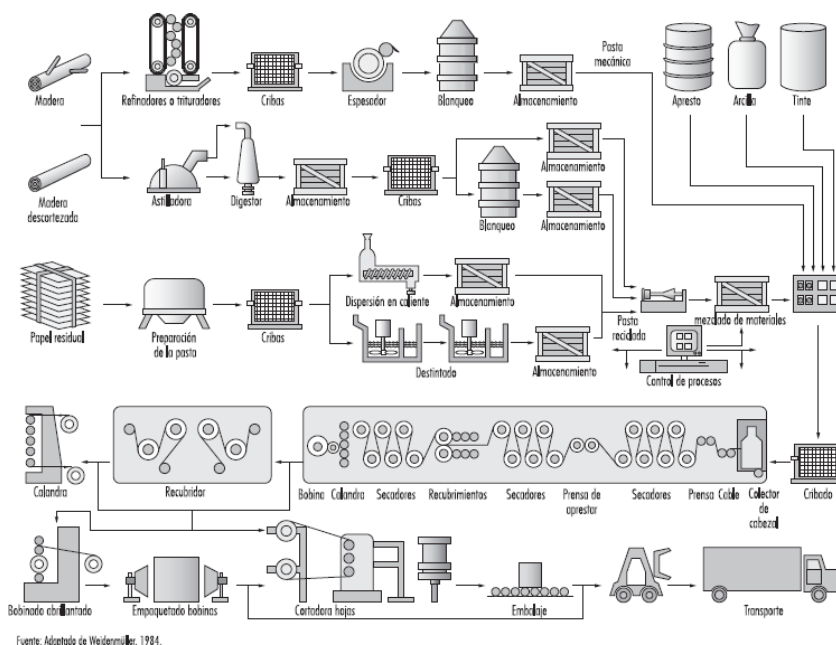 Madera
Refinadores o trituradores
Cribas
Espesador
Blanqueo
Almacenamiento
Pasta
mecánica
Apresto
Arcilla
Tinte
Madera
descortezada
Astilladora
Digestor
Almacenamiento
Cribas
Almacenamiento
Blanqueo
Almacenamiento
Papel residual
Preparación
de la pasta
Cribas
Dispersión en caliente
Almacenamiento
Destintado
Almacenamiento
Pasta
reciclada
mezclado de materiales
Control de procesos
Calandra
Recubridor
Bobina
Calandra
Secadores
Recubrimientos
Secadores
Prensa de
aprestar
Secadores
Prensa
Cable
Colector
de
cabezal
Cribado
Bobinado abrillantado
Empaquetado bobinas
Cortadora hojas
Embalaje
Transporte
Fuente: Adaptado de Weidenmüller, 1984.